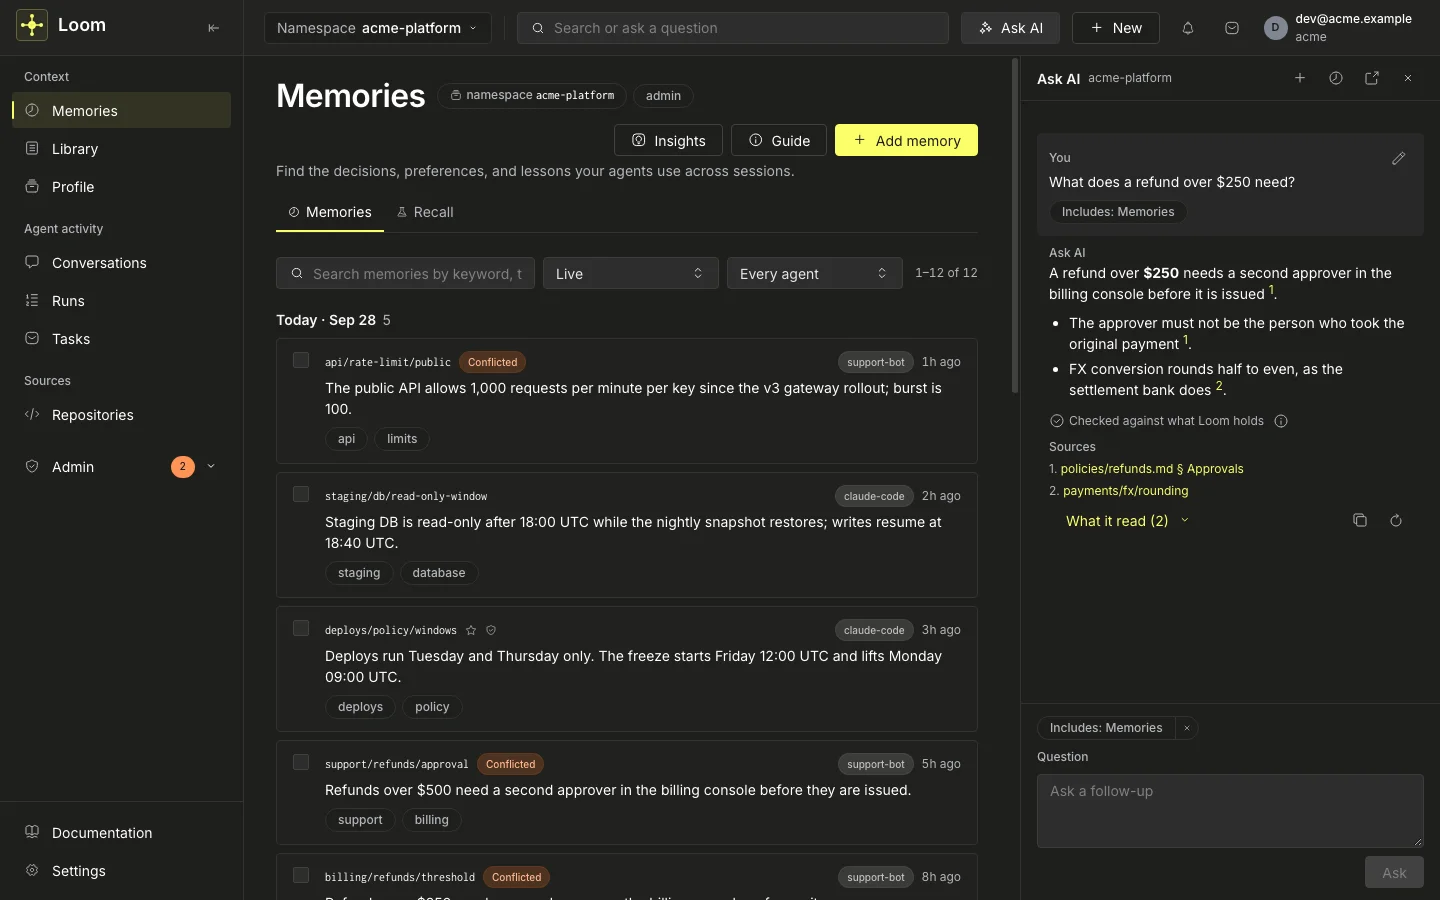 Loom
Namespace acme-platform
Search or ask a question
Ask AI
New
D
dev@acme.example
acme
Context
Memories
Library
Profile
Agent activity
Conversations
Runs
Tasks
Sources
Repositories
Admin
2
Documentation
Settings
Memories
namespace acme-platform
admin
Insights
Guide
Add memory
Find the decisions, preferences, and lessons your agents use across sessions.
Memories
Recall
Search memories by keyword, t
Live
Every agent
1–12 of 12
Today · Sep 28 5
api/rate-limit/public Conflicted support-bot 1h ago
The public API allows 1,000 requests per minute per key since the v3 gateway rollout; burst is
100.
api limits
staging/db/read-only-window claude-code 2h ago
Staging DB is read-only after 18:00 UTC while the nightly snapshot restores; writes resume at
18:40 UTC.
staging database
deploys/policy/windows claude-code 3h ago
Deploys run Tuesday and Thursday only. The freeze starts Friday 12:00 UTC and lifts Monday
09:00 UTC.
deploys policy
support/refunds/approval Conflicted support-bot 5h ago
Refunds over $500 need a second approver in the billing console before they are issued.
support billing
billing/refunds/threshold Conflicted support-bot 8h ago
Ask AI acme-platform
You
What does a refund over $250 need?
Includes: Memories
Ask AI
A refund over $250 needs a second approver in the
billing console before it is issued 1.
• The approver must not be the person who took the
original payment 1.
• FX conversion rounds half to even, as the
settlement bank does 2.
Checked against what Loom holds
Sources
1. policies/refunds.md § Approvals
2. payments/fx/rounding
What it read (2)
Includes: Memories ×
Question
Ask a follow-up
Ask